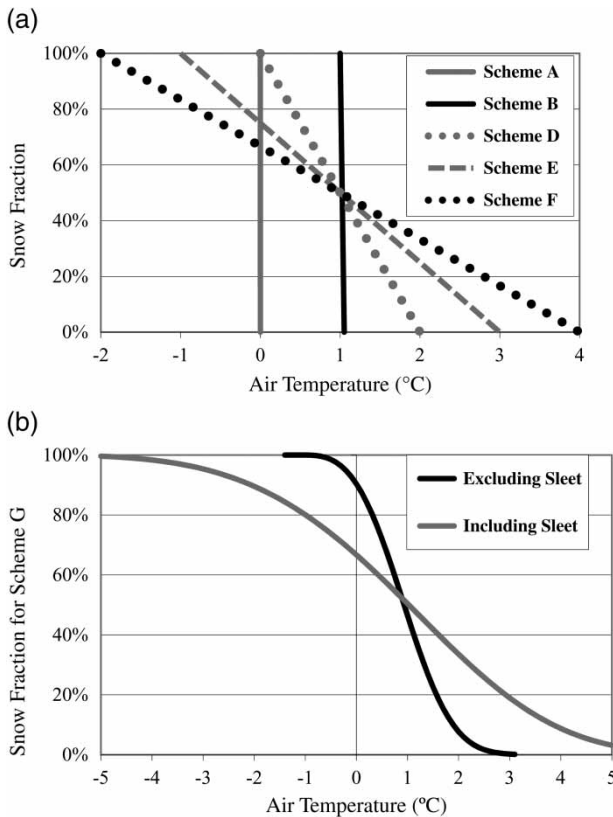 (a)
100%
80%
60%
40%
20%
0%
Snow Fraction
-2 -1 0 1 2 3 4
Air Temperature (°C)
Scheme A
Scheme B
Scheme D
Scheme E
Scheme F
(b)
100%
80%
60%
40%
20%
0%
Snow Fraction for Scheme G
-5 -4 -3 -2 -1 0 1 2 3 4 5
Air Temperature (ºC)
Excluding Sleet
Including Sleet